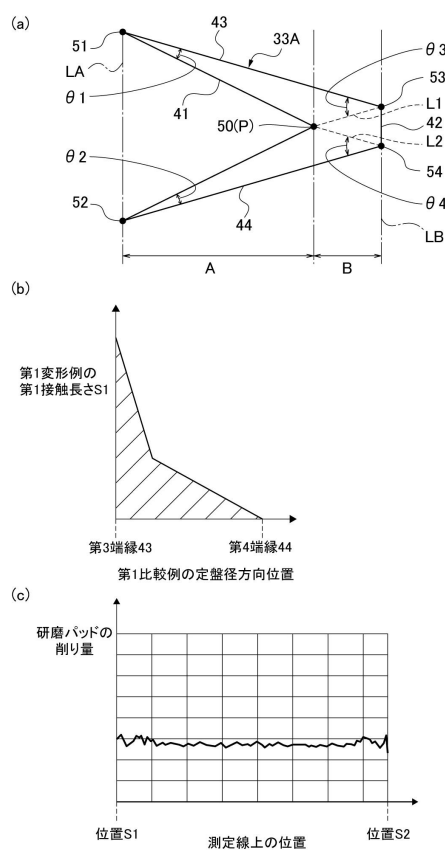 (a)
51
43
33A
θ3
LA
53
θ1
L1
41
42
50(P)
L2
θ2
54
52
θ4
44
LB
A
B
(b)
第1変形例の
第1接触長さS1
第3端縁43
第4端縁44
第1比較例の定盤径方向位置
(c)
研磨パッドの
削り量
位置S1
測定線上の位置
位置S2